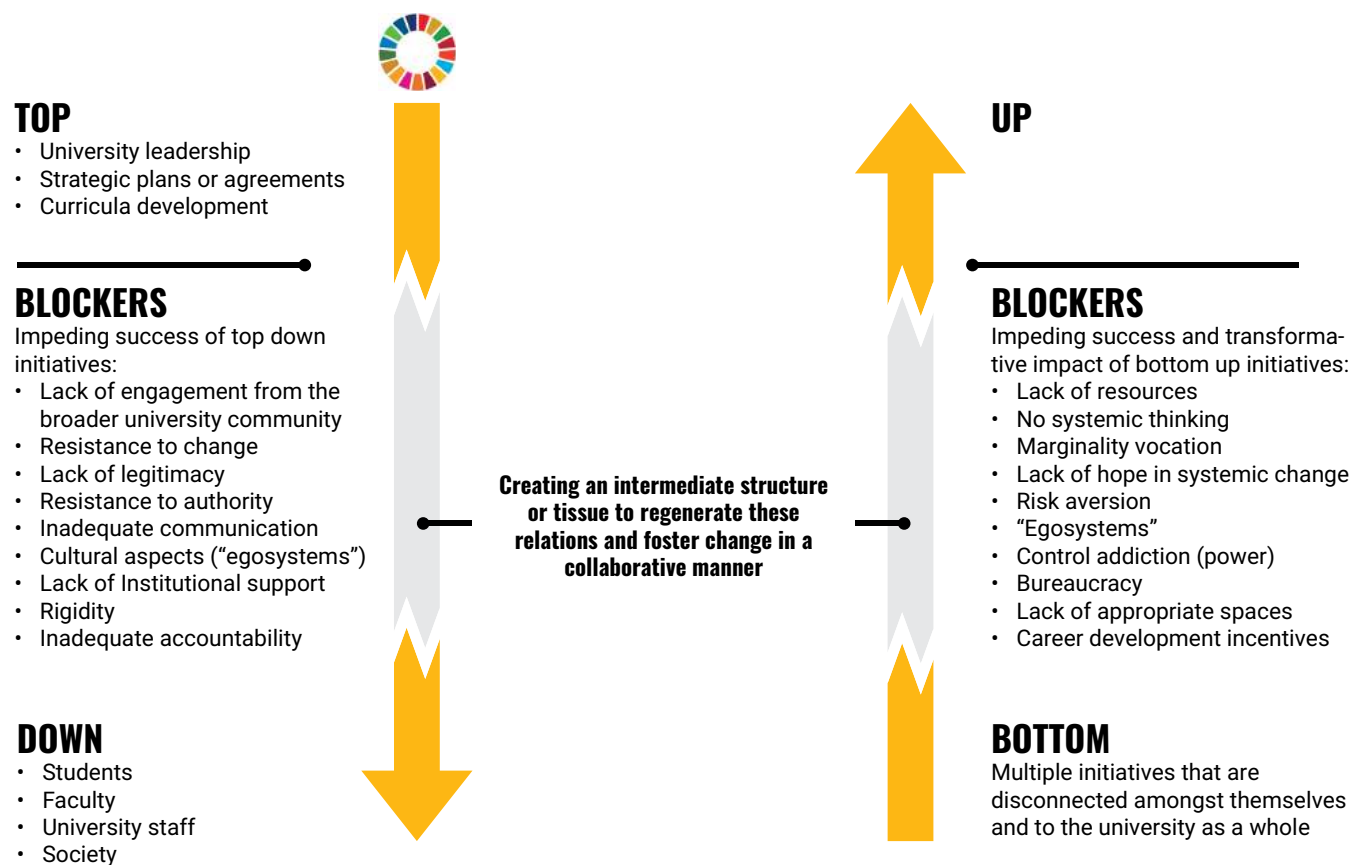 TOP
• University leadership
• Strategic plans or agreements
• Curricula development
BLOCKERS
Impeding success of top down
initiatives:
• Lack of engagement from the
broader university community
• Resistance to change
• Lack of legitimacy
• Resistance to authority
• Inadequate communication
• Cultural aspects (“egosystems”)
• Lack of Institutional support
• Rigidity
• Inadequate accountability
DOWN
• Students
• Faculty
• University staff
• Society
Creating an intermediate structure
or tissue to regenerate these
relations and foster change in a
collaborative manner
UP
BLOCKERS
Impeding success and transforma-
tive impact of bottom up initiatives:
• Lack of resources
• No systemic thinking
• Marginality vocation
• Lack of hope in systemic change
• Risk aversion
• “Egosystems”
• Control addiction (power)
• Bureaucracy
• Lack of appropriate spaces
• Career development incentives
BOTTOM
Multiple initiatives that are
disconnected amongst themselves
and to the university as a whole